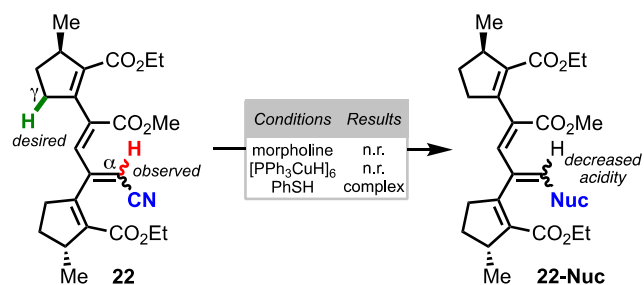 Me
CO₂Et
γ
H
desired
CO₂Me
α
H
observed
CN
CO₂Et
Me
22
Conditions Results
morpholine n.r.
[PPh₃CuH]₆ n.r.
PhSH complex
Me
CO₂Et
CO₂Me
H
decreased
acidity
Nuc
CO₂Et
Me
22-Nuc